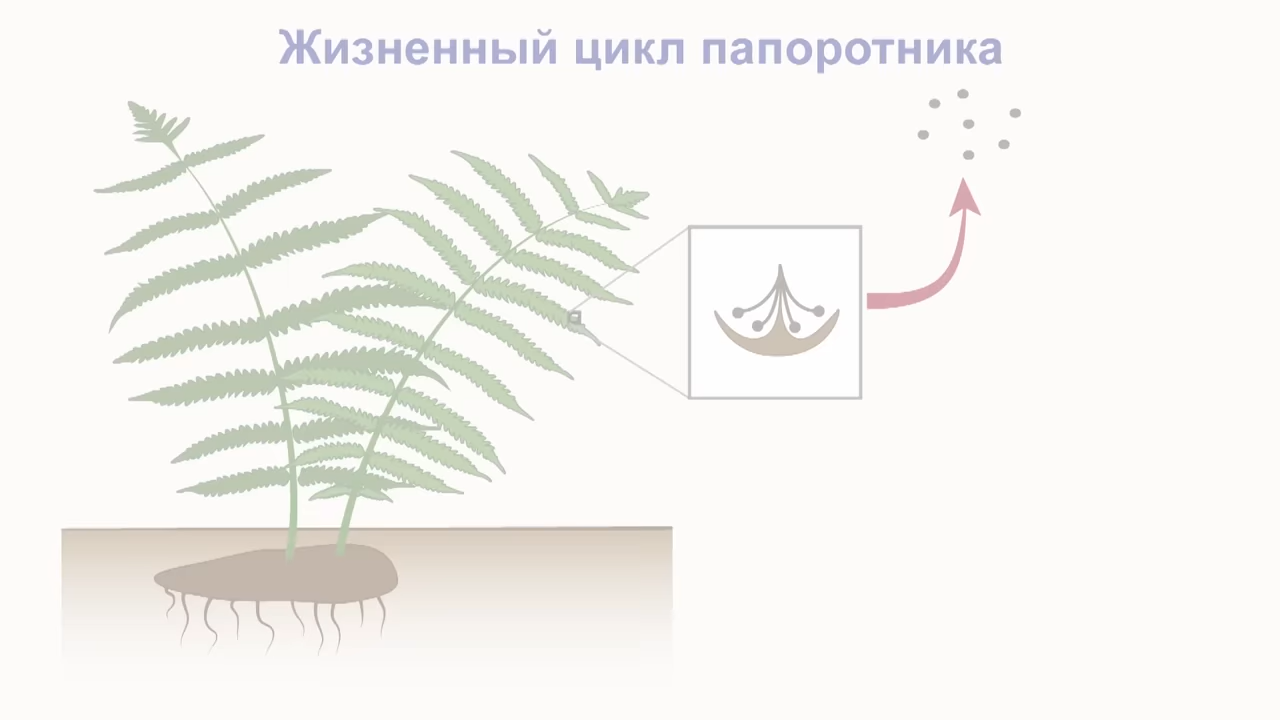 Жизненный цикл папоротника